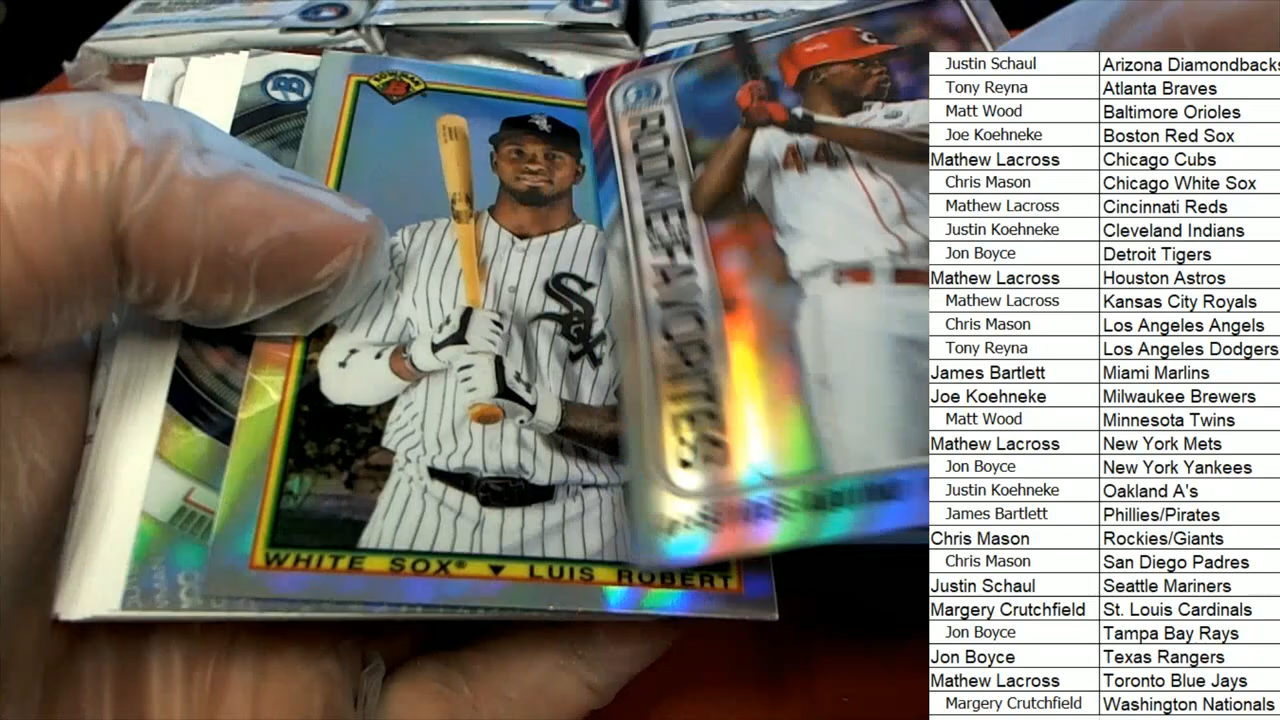 BOWMAN
B
Sox
WHITE SOX® ▼ LUIS ROBERT
ROOKIE FAVORITES
44
Justin Schaul Arizona Diamondbacks
Tony Reyna Atlanta Braves
Matt Wood Baltimore Orioles
Joe Koehneke Boston Red Sox
Mathew Lacross Chicago Cubs
Chris Mason Chicago White Sox
Mathew Lacross Cincinnati Reds
Justin Koehneke Cleveland Indians
Jon Boyce Detroit Tigers
Mathew Lacross Houston Astros
Mathew Lacross Kansas City Royals
Chris Mason Los Angeles Angels
Tony Reyna Los Angeles Dodgers
James Bartlett Miami Marlins
Joe Koehneke Milwaukee Brewers
Matt Wood Minnesota Twins
Mathew Lacross New York Mets
Jon Boyce New York Yankees
Justin Koehneke Oakland A's
James Bartlett Phillies/Pirates
Chris Mason Rockies/Giants
Chris Mason San Diego Padres
Justin Schaul Seattle Mariners
Margery Crutchfield St. Louis Cardinals
Jon Boyce Tampa Bay Rays
Jon Boyce Texas Rangers
Mathew Lacross Toronto Blue Jays
Margery Crutchfield Washington Nationals